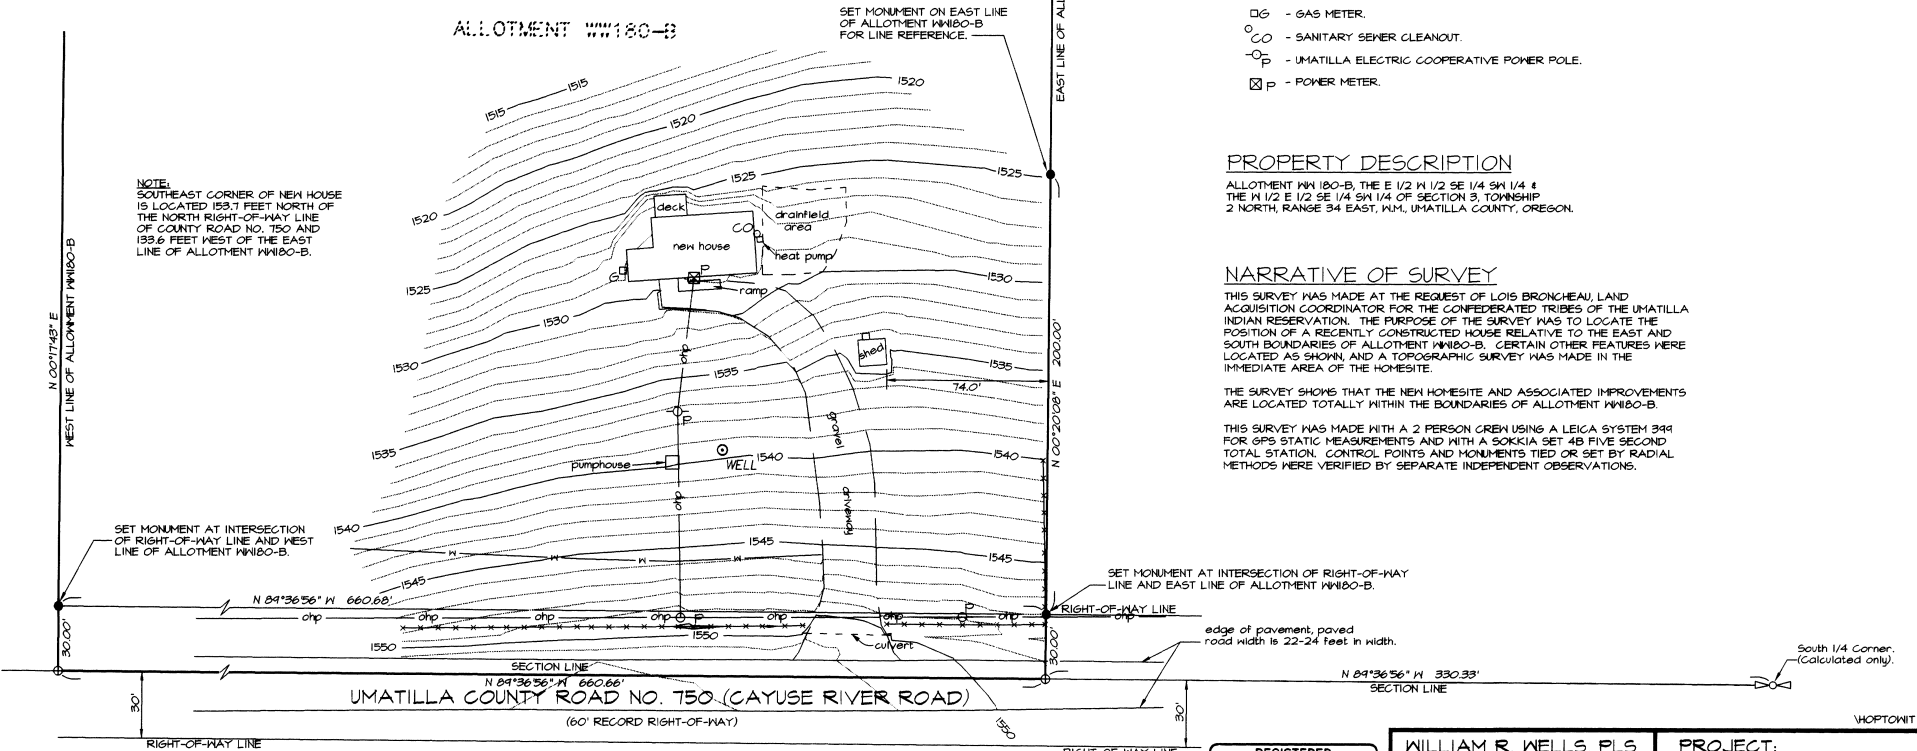 ALLOTMENT WW180-B
SET MONUMENT ON EAST LINE
OF ALLOTMENT WW180-B
FOR LINE REFERENCE.
EAST LINE OF
G - GAS METER.
CO - SANITARY SEWER CLEANOUT.
P - UMATILLA ELECTRIC COOPERATIVE POWER POLE.
P - POWER METER.
PROPERTY DESCRIPTION
ALLOTMENT WW 180-B, THE E 1/2 W 1/2 SE 1/4 SW 1/4 &
THE W 1/2 E 1/2 SE 1/4 SW 1/4 OF SECTION 3, TOWNSHIP
2 NORTH, RANGE 34 EAST, W.M., UMATILLA COUNTY, OREGON.
NARRATIVE OF SURVEY
THIS SURVEY WAS MADE AT THE REQUEST OF LOIS BRONCHEAU, LAND
ACQUISITION COORDINATOR FOR THE CONFEDERATED TRIBES OF THE UMATILLA
INDIAN RESERVATION. THE PURPOSE OF THE SURVEY WAS TO LOCATE THE
POSITION OF A RECENTLY CONSTRUCTED HOUSE RELATIVE TO THE EAST AND
SOUTH BOUNDARIES OF ALLOTMENT WW180-B. CERTAIN OTHER FEATURES WERE
LOCATED AS SHOWN, AND A TOPOGRAPHIC SURVEY WAS MADE IN THE
IMMEDIATE AREA OF THE HOMESITE.
THE SURVEY SHOWS THAT THE NEW HOMESITE AND ASSOCIATED IMPROVEMENTS
ARE LOCATED TOTALLY WITHIN THE BOUNDARIES OF ALLOTMENT WW180-B.
THIS SURVEY WAS MADE WITH A 2 PERSON CREW USING A LEICA SYSTEM 399
FOR GPS STATIC MEASUREMENTS AND WITH A SOKKIA SET 4B FIVE SECOND
TOTAL STATION. CONTROL POINTS AND MONUMENTS TIED OR SET BY RADIAL
METHODS WERE VERIFIED BY SEPARATE INDEPENDENT OBSERVATIONS.
NOTE:
SOUTHEAST CORNER OF NEW HOUSE
IS LOCATED 153.7 FEET NORTH OF
THE NORTH RIGHT-OF-WAY LINE
OF COUNTY ROAD NO. 750 AND
133.6 FEET WEST OF THE EAST
LINE OF ALLOTMENT WW180-B.
N 00°17'43" E
WEST LINE OF ALLOWMENT WW180-B
1515
1515
1520
1520
1520
1525
1525
1525
1530
1530
1530
1535
1535
1535
1540
1540
1540
1545
1545
1545
1550
1550
1550
deck
new house
CO
drainfield
area
heat pump
G
P
ramp
shed
74.0'
N 00°20'08" E 200.00'
ohp
P
pumphouse
WELL
ohp
gravel
driveway
W
W
W
W
SET MONUMENT AT INTERSECTION
OF RIGHT-OF-WAY LINE AND WEST
LINE OF ALLOTMENT WW180-B.
SET MONUMENT AT INTERSECTION OF RIGHT-OF-WAY
LINE AND EAST LINE OF ALLOTMENT WW180-B.
N 89°36'56" W 660.68'
RIGHT-OF-WAY LINE
ohp
ohp
ohp
ohp
ohp
ohp
ohp
ohp
P
P
culvert
30.00'
30.00'
edge of pavement, paved
road width is 22-24 feet in width.
South 1/4 Corner.
(Calculated only).
SECTION LINE
N 89°36'56" W 660.66'
N 89°36'56" W 330.33'
SECTION LINE
UMATILLA COUNTY ROAD NO. 750 (CAYUSE RIVER ROAD)
(60' RECORD RIGHT-OF-WAY)
30'
30'
\HOPTOWIT
RIGHT-OF-WAY LINE
RIGHT-OF-WAY LINE
REGISTERED
WILLIAM R. WELLS PLS
PROJECT: